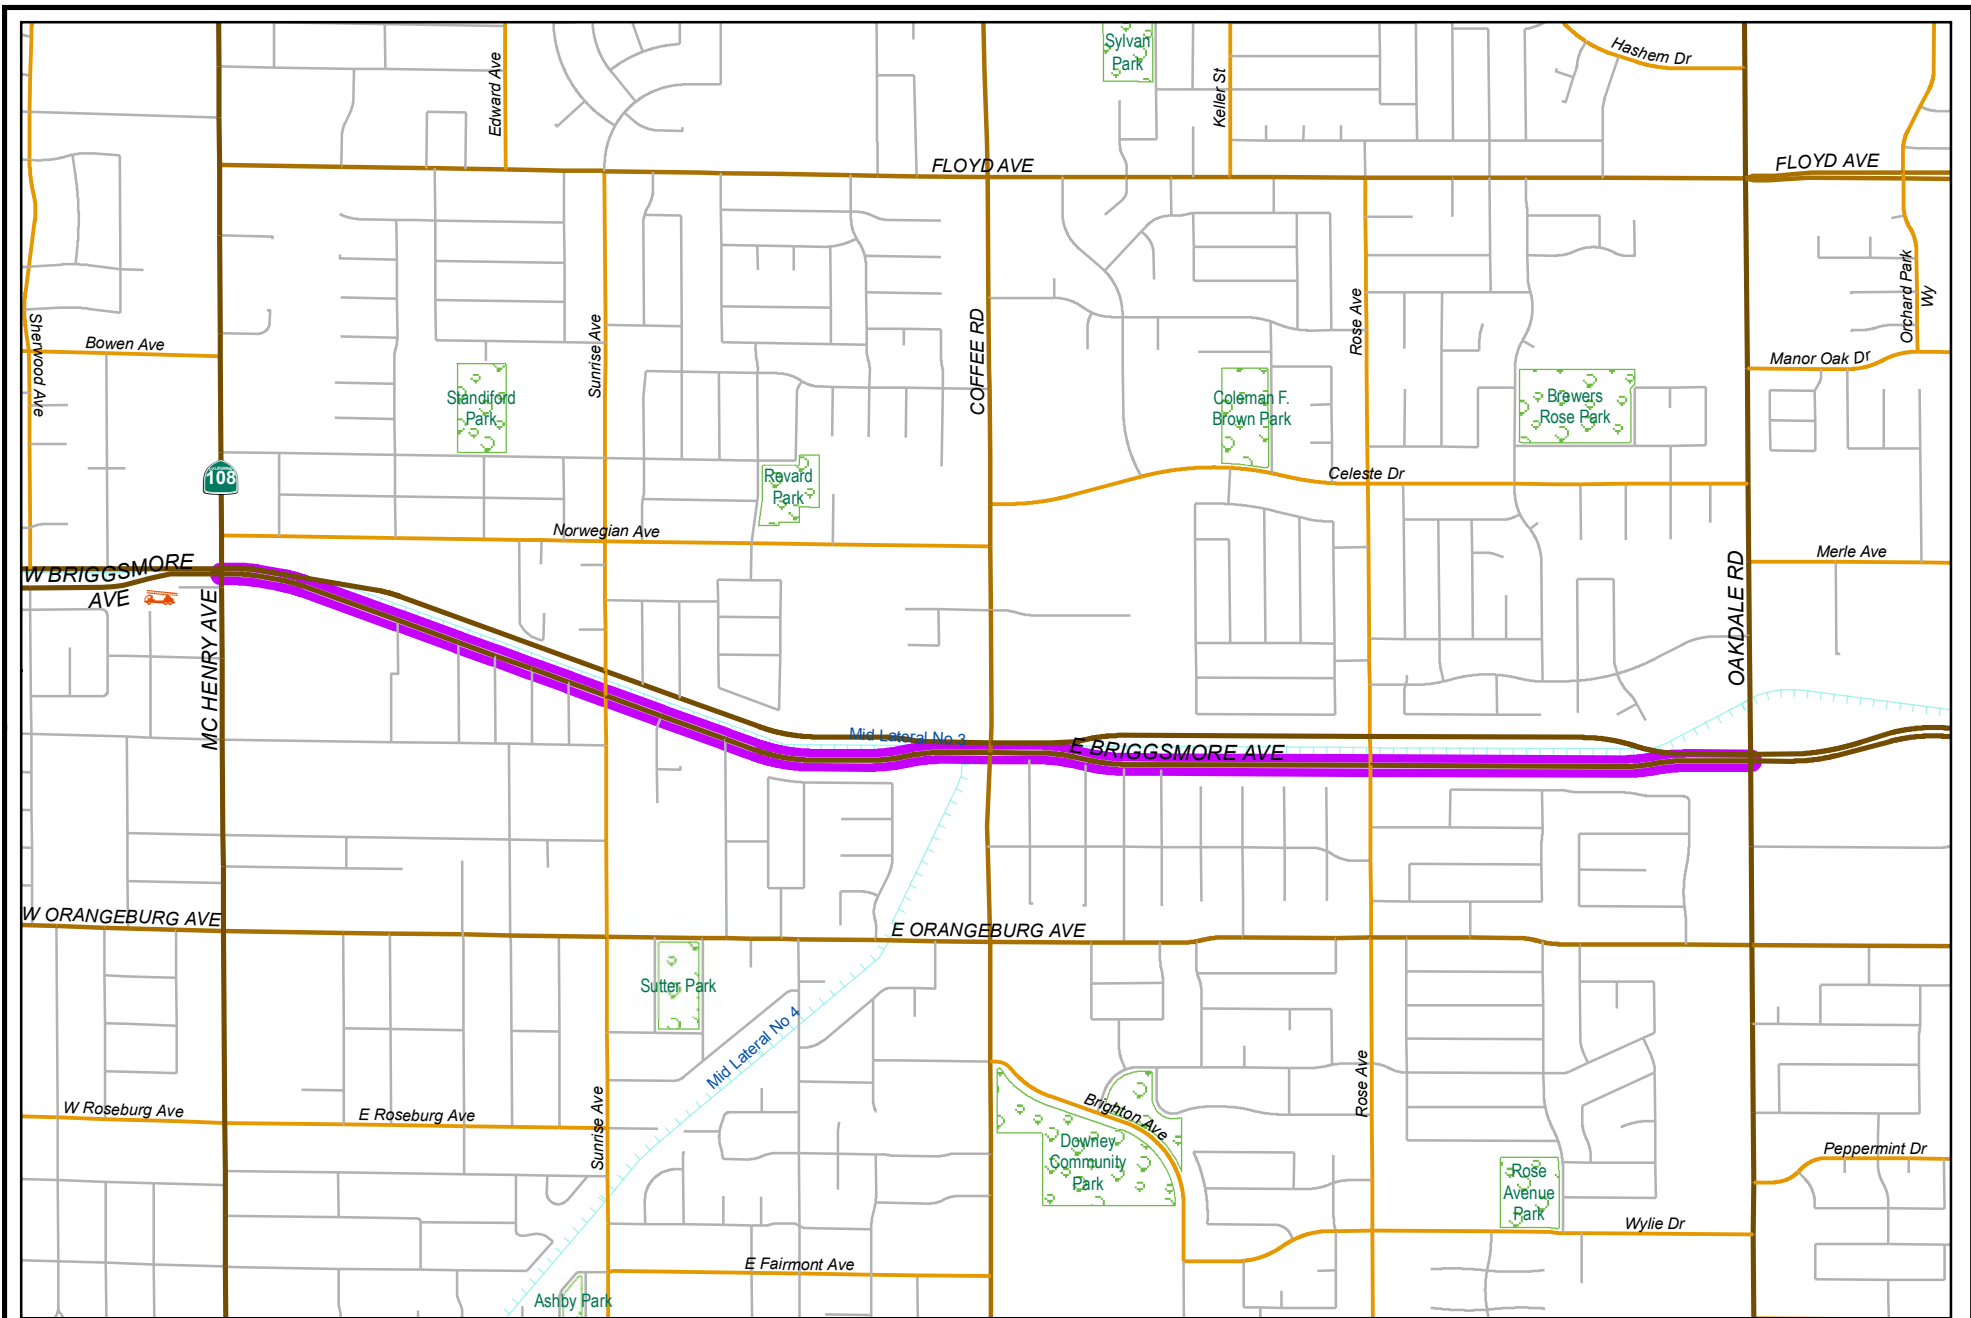 Sylvan
Park
Hashem Dr
Edward Ave
Keller St
FLOYD AVE
FLOYD AVE
Orchard Park
Wy
Sherwood Ave
Bowen Ave
Sunrise Ave
COFFEE RD
Rose Ave
Manor Oak Dr
Standiford
Park
Coleman F.
Brown Park
Brewers
Rose Park
CALIFORNIA
108
Revard
Park
Celeste Dr
Norwegian Ave
Merle Ave
W BRIGGSMORE
AVE
MC HENRY AVE
OAKDALE RD
Mid Lateral No 3
E BRIGGSMORE AVE
W ORANGEBURG AVE
E ORANGEBURG AVE
Sutter Park
Mid Lateral No 4
W Roseburg Ave
E Roseburg Ave
Sunrise Ave
Rose Ave
Brighton Ave
Downey
Community
Park
Peppermint Dr
Rose
Avenue
Park
Wylie Dr
E Fairmont Ave
Ashby Park